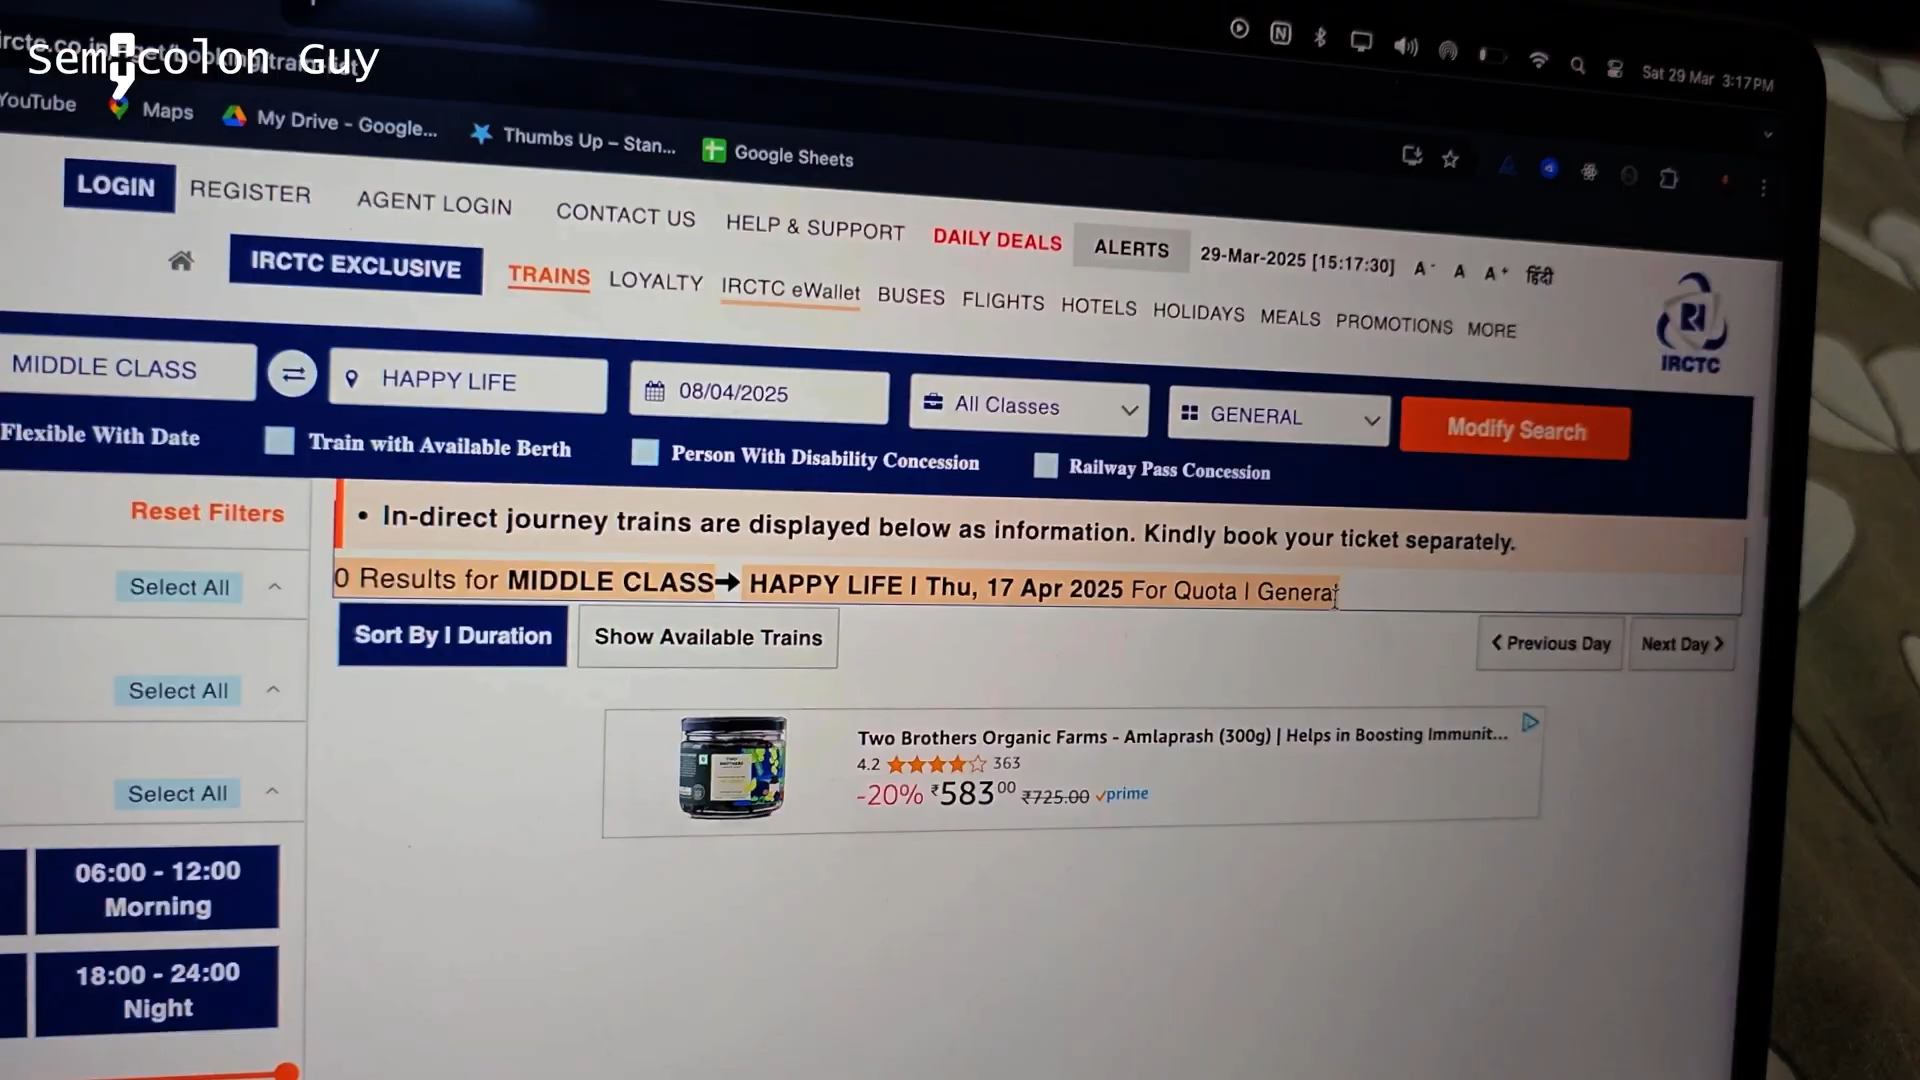 Semicolon Guy
Sat 29 Mar 3:17PM
YouTube Maps My Drive - Google... Thumbs Up – Stan... Google Sheets
LOGIN REGISTER AGENT LOGIN CONTACT US HELP & SUPPORT DAILY DEALS ALERTS 29-Mar-2025 [15:17:30] A- A A+ हिंदी
IRCTC EXCLUSIVE TRAINS LOYALTY IRCTC eWallet BUSES FLIGHTS HOTELS HOLIDAYS MEALS PROMOTIONS MORE
IRCTC
MIDDLE CLASS HAPPY LIFE 08/04/2025 All Classes GENERAL Modify Search
Flexible With Date Train with Available Berth Person With Disability Concession Railway Pass Concession
Reset Filters
• In-direct journey trains are displayed below as information. Kindly book your ticket separately.
0 Results for MIDDLE CLASS➔ HAPPY LIFE | Thu, 17 Apr 2025 For Quota | General
Select All
Sort By | Duration Show Available Trains < Previous Day Next Day >
Select All
Two Brothers Organic Farms - Amlaprash (300g) | Helps in Boosting Immunit...
4.2 363
-20% ₹583.00 ₹725.00 prime
Select All
06:00 - 12:00
Morning
18:00 - 24:00
Night